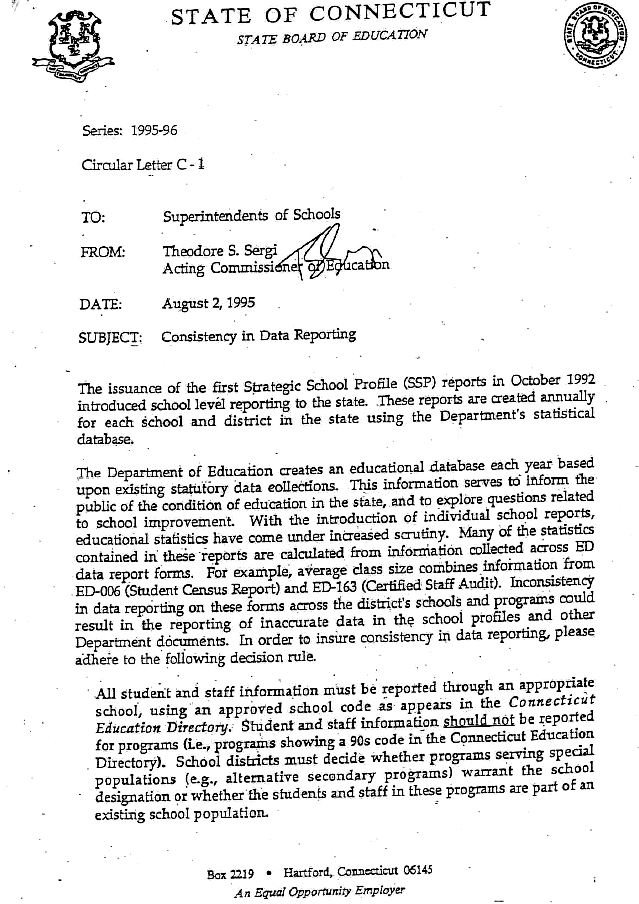 STATE OF CONNECTICUT
STATE BOARD OF EDUCATION
STATE BOARD OF EDUCATION
CONNECTICUT
Series: 1995-96
Circular Letter C - 1
TO: Superintendents of Schools
FROM: Theodore S. Sergi
Acting Commissioner of Education
DATE: August 2, 1995
SUBJECT: Consistency in Data Reporting
The issuance of the first Strategic School Profile (SSP) reports in October 1992
introduced school level reporting to the state. These reports are created annually
for each school and district in the state using the Department's statistical
database.
The Department of Education creates an educational database each year based
upon existing statutory data collections. This information serves to inform the
public of the condition of education in the state, and to explore questions related
to school improvement. With the introduction of individual school reports,
educational statistics have come under increased scrutiny. Many of the statistics
contained in these reports are calculated from information collected across ED
data report forms. For example, average class size combines information from
ED-006 (Student Census Report) and ED-163 (Certified Staff Audit). Inconsistency
in data reporting on these forms across the district's schools and programs could
result in the reporting of inaccurate data in the school profiles and other
Department documents. In order to insure consistency in data reporting, please
adhere to the following decision rule.
All student and staff information must be reported through an appropriate
school, using an approved school code as appears in the Connecticut
Education Directory. Student and staff information should not be reported
for programs (i.e., programs showing a 90s code in the Connecticut Education
Directory). School districts must decide whether programs serving special
populations (e.g., alternative secondary programs) warrant the school
designation or whether the students and staff in these programs are part of an
existing school population.
Box 2219 • Hartford, Connecticut 06145
An Equal Opportunity Employer